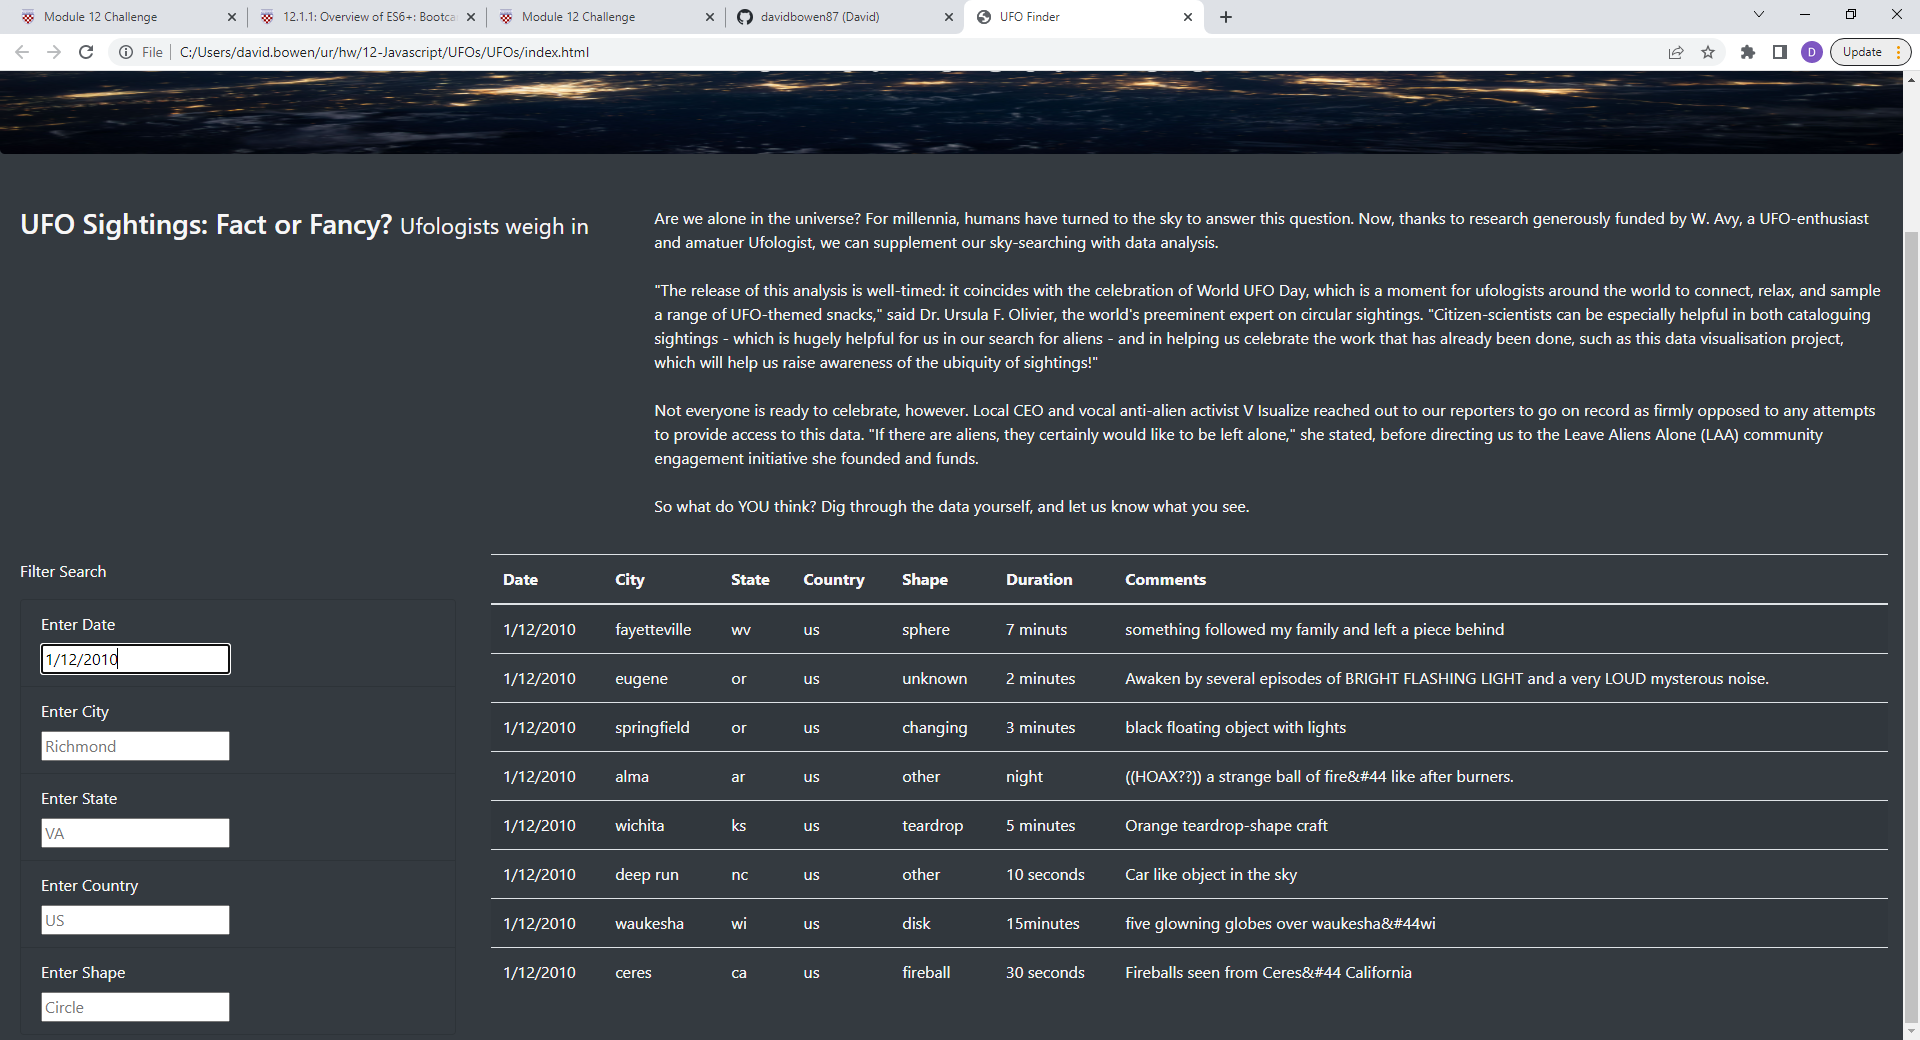 Module 12 Challenge
12.1.1: Overview of ES6+: Bootca
Module 12 Challenge
davidbowen87 (David)
UFO Finder
File
C:/Users/david.bowen/ur/hw/12-Javascript/UFOs/UFOs/index.html
D
Update
UFO Sightings: Fact or Fancy? Ufologists weigh in
Are we alone in the universe? For millennia, humans have turned to the sky to answer this question. Now, thanks to research generously funded by W. Avy, a UFO-enthusiast
and amatuer Ufologist, we can supplement our sky-searching with data analysis.
"The release of this analysis is well-timed: it coincides with the celebration of World UFO Day, which is a moment for ufologists around the world to connect, relax, and sample
a range of UFO-themed snacks," said Dr. Ursula F. Olivier, the world's preeminent expert on circular sightings. "Citizen-scientists can be especially helpful in both cataloguing
sightings - which is hugely helpful for us in our search for aliens - and in helping us celebrate the work that has already been done, such as this data visualisation project,
which will help us raise awareness of the ubiquity of sightings!"
Not everyone is ready to celebrate, however. Local CEO and vocal anti-alien activist V Isualize reached out to our reporters to go on record as firmly opposed to any attempts
to provide access to this data. "If there are aliens, they certainly would like to be left alone," she stated, before directing us to the Leave Aliens Alone (LAA) community
engagement initiative she founded and funds.
So what do YOU think? Dig through the data yourself, and let us know what you see.
Filter Search
Enter Date
1/12/2010
Enter City
Richmond
Enter State
VA
Enter Country
US
Enter Shape
Circle
Date City State Country Shape Duration Comments
1/12/2010 fayetteville wv us sphere 7 minuts something followed my family and left a piece behind
1/12/2010 eugene or us unknown 2 minutes Awaken by several episodes of BRIGHT FLASHING LIGHT and a very LOUD mysterous noise.
1/12/2010 springfield or us changing 3 minutes black floating object with lights
1/12/2010 alma ar us other night ((HOAX??)) a strange ball of fire&#44 like after burners.
1/12/2010 wichita ks us teardrop 5 minutes Orange teardrop-shape craft
1/12/2010 deep run nc us other 10 seconds Car like object in the sky
1/12/2010 waukesha wi us disk 15minutes five glowning globes over waukesha&#44wi
1/12/2010 ceres ca us fireball 30 seconds Fireballs seen from Ceres&#44 California